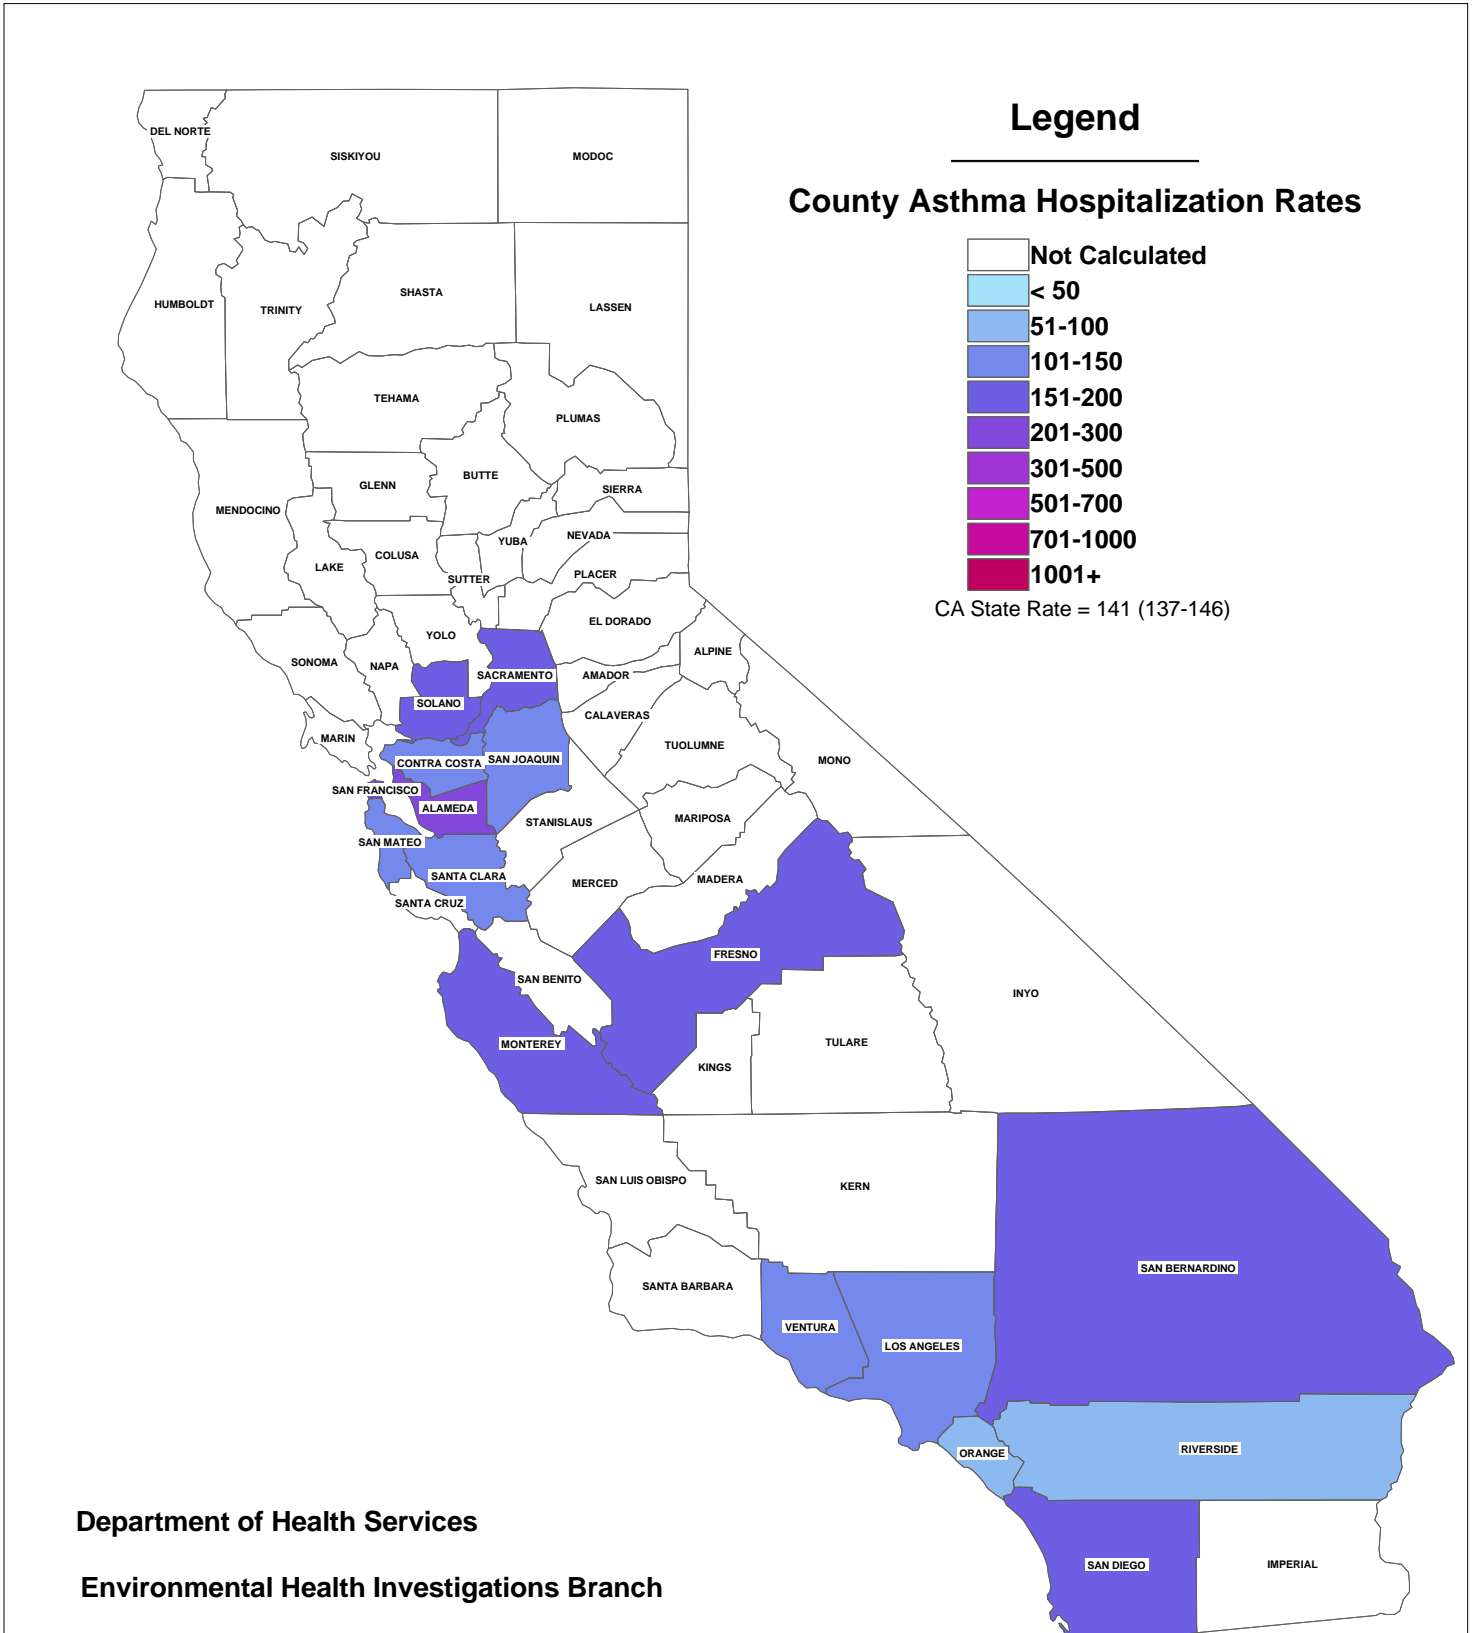 Legend
County Asthma Hospitalization Rates
Not Calculated
< 50
51-100
101-150
151-200
201-300
301-500
501-700
701-1000
1001+
CA State Rate = 141 (137-146)
DEL NORTE
SISKIYOU
MODOC
HUMBOLDT
TRINITY
SHASTA
LASSEN
TEHAMA
PLUMAS
BUTTE
GLENN
SIERRA
MENDOCINO
YUBA
NEVADA
COLUSA
LAKE
SUTTER
PLACER
EL DORADO
YOLO
ALPINE
SONOMA
NAPA
SACRAMENTO
AMADOR
SOLANO
CALAVERAS
MARIN
TUOLUMNE
CONTRA COSTA
SAN JOAQUIN
MONO
SAN FRANCISCO
ALAMEDA
STANISLAUS
MARIPOSA
SAN MATEO
SANTA CLARA
MERCED
MADERA
SANTA CRUZ
FRESNO
SAN BENITO
INYO
MONTEREY
TULARE
KINGS
SAN LUIS OBISPO
KERN
SAN BERNARDINO
SANTA BARBARA
VENTURA
LOS ANGELES
ORANGE
RIVERSIDE
SAN DIEGO
IMPERIAL
Department of Health Services
Environmental Health Investigations Branch